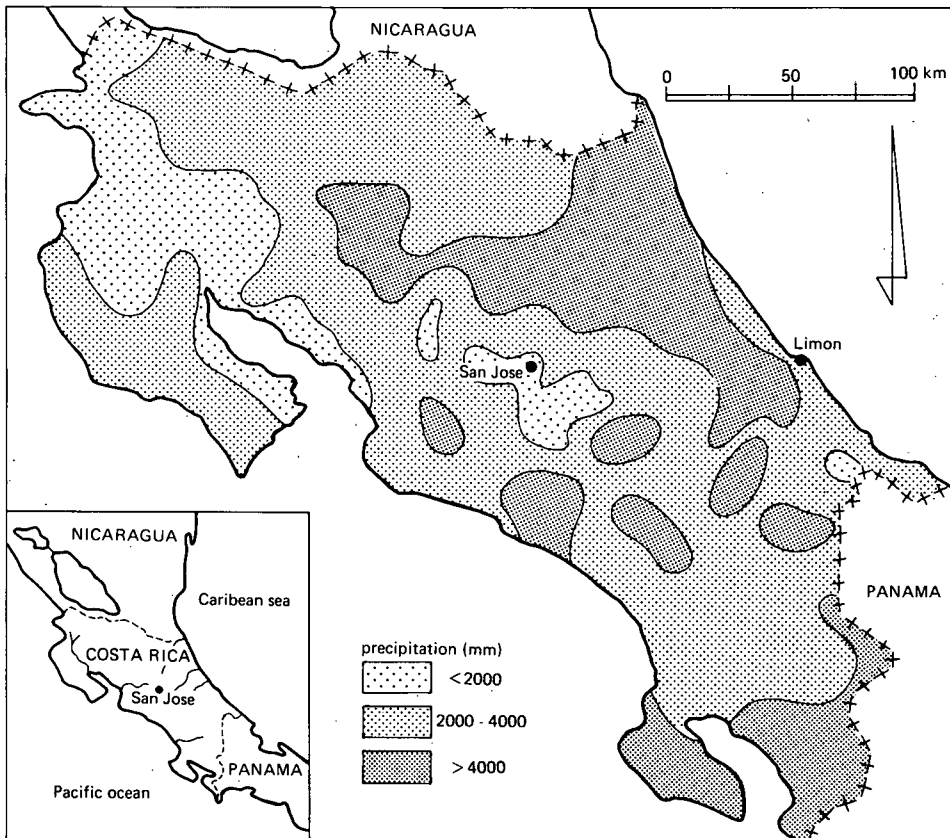 NICARAGUA
0 50 100 km
Limon
San Jose
PANAMA
NICARAGUA
Caribean sea
COSTA RICA
San Jose
PANAMA
Pacific ocean
precipitation (mm)
<2000
2000 - 4000
>4000